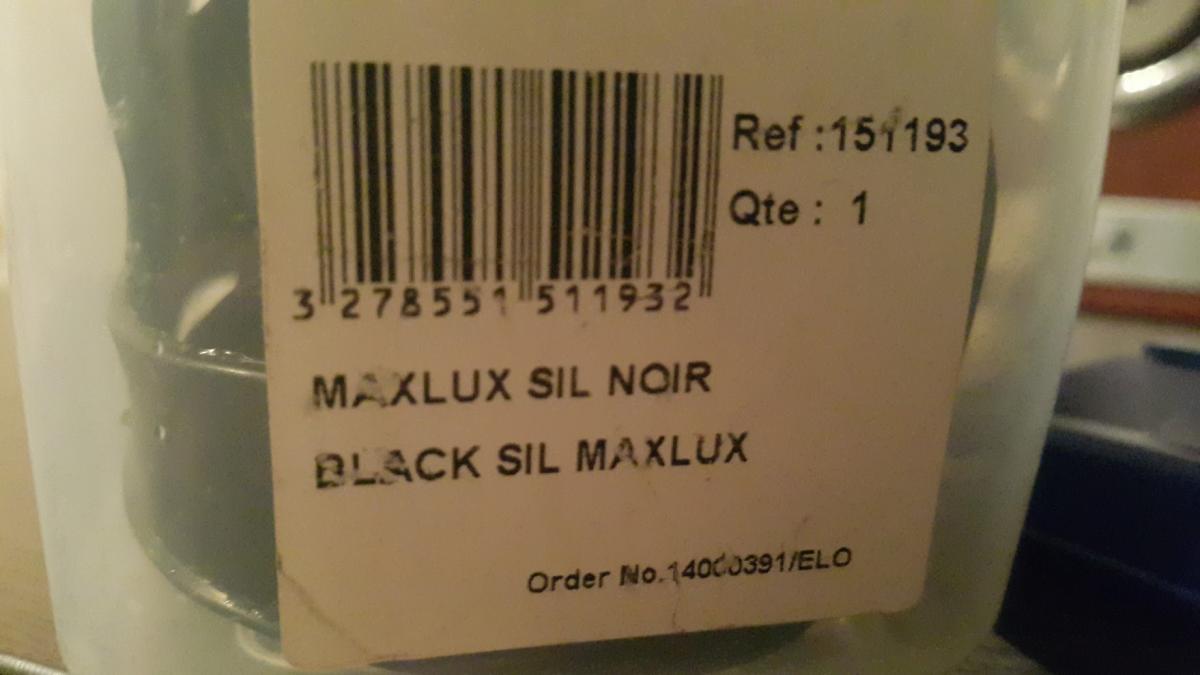 Ref :151193
Qte : 1
3 278551 511932
MAXLUX SIL NOIR
BLACK SIL MAXLUX
Order No.14000391/ELO